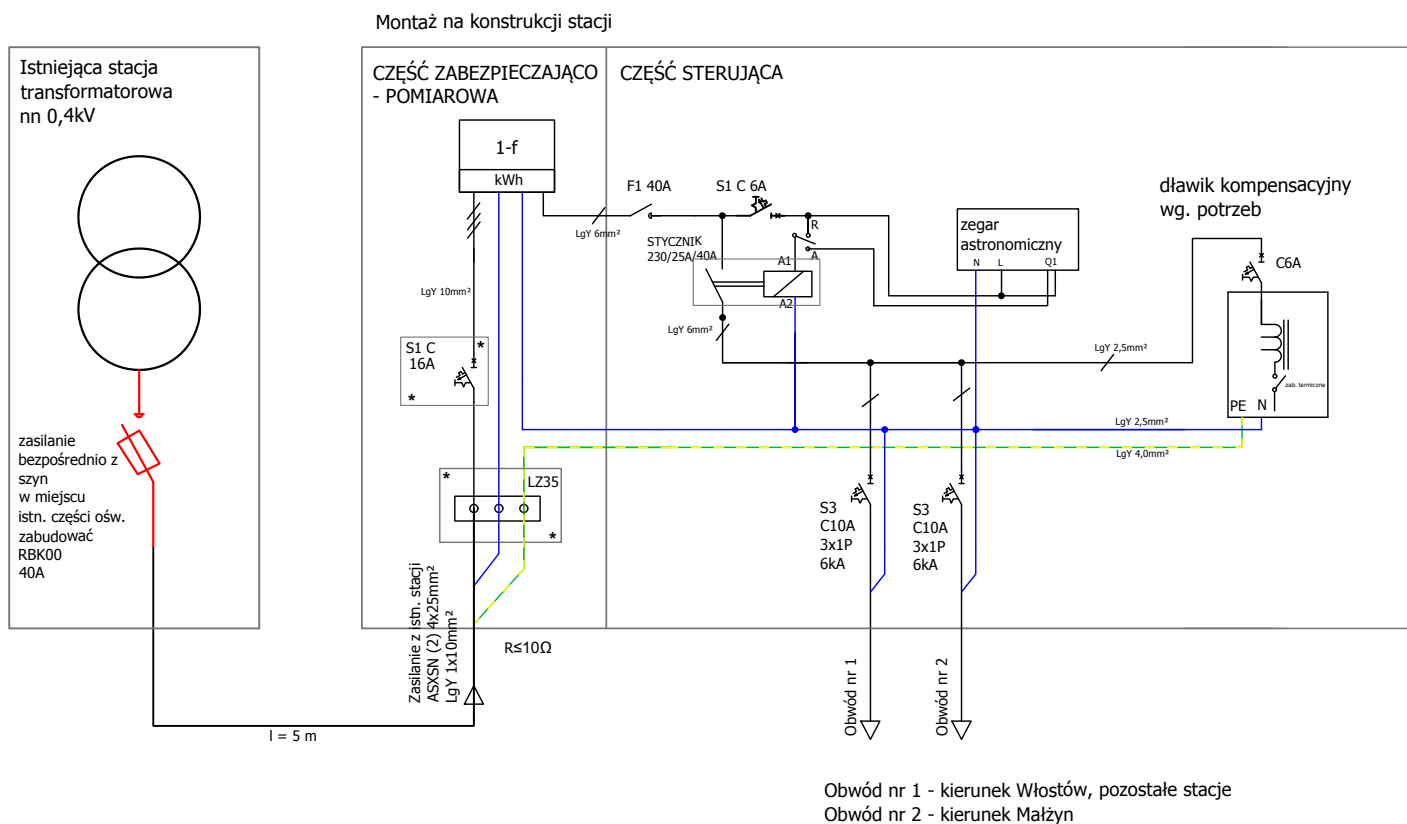 Montaż na konstrukcji stacji
Istniejąca stacja
transformatorowa
nn 0,4kV
zasilanie
bezpośrednio z
szyn
w miejscu
istn. części ośw.
zabudować
RBK00
40A
l = 5 m
CZĘŚĆ ZABEZPIECZAJĄCO
- POMIAROWA
1-f
kWh
LgY 10mm²
S1 C
16A
*
*
*
LZ35
*
Zasilanie z istn. stacji
ASXSN (2) 4x25mm²
LgY 1x10mm²
R≤10Ω
CZĘŚĆ STERUJĄCA
F1 40A
S1 C 6A
LgY 6mm²
STYCZNIK
230/25A/40A
R
A
A1
A2
LgY 6mm²
zegar
astronomiczny
N L Q1
dławik kompensacyjny
wg. potrzeb
C6A
LgY 2,5mm²
zab. termiczne
PE N
LgY 2,5mm²
LgY 4,0mm²
S3
C10A
3x1P
6kA
S3
C10A
3x1P
6kA
Obwód nr 1
Obwód nr 2
Obwód nr 1 - kierunek Włostów, pozostałe stacje
Obwód nr 2 - kierunek Małżyn